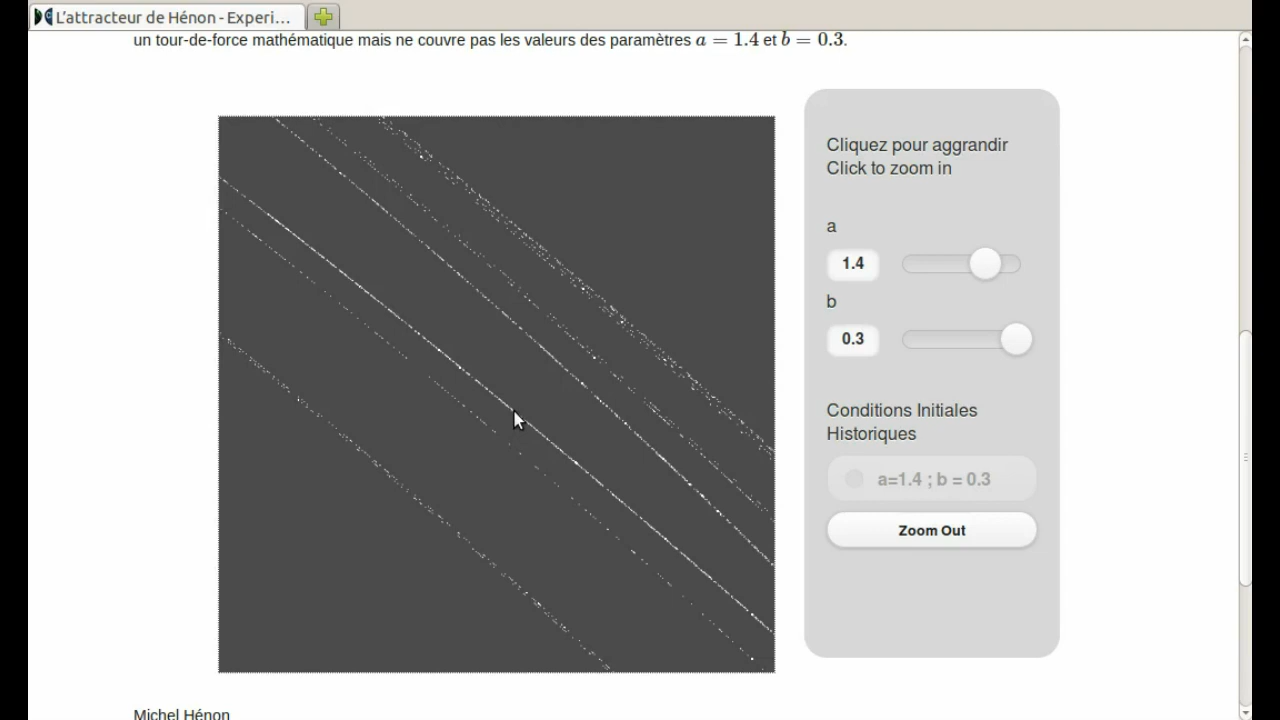 L'attracteur de Hénon - Experi...
un tour-de-force mathématique mais ne couvre pas les valeurs des paramètres a = 1.4 et b = 0.3.
Cliquez pour aggrandir
Click to zoom in
a
1.4
b
0.3
Conditions Initiales
Historiques
a=1.4 ; b = 0.3
Zoom Out
Michel Hénon